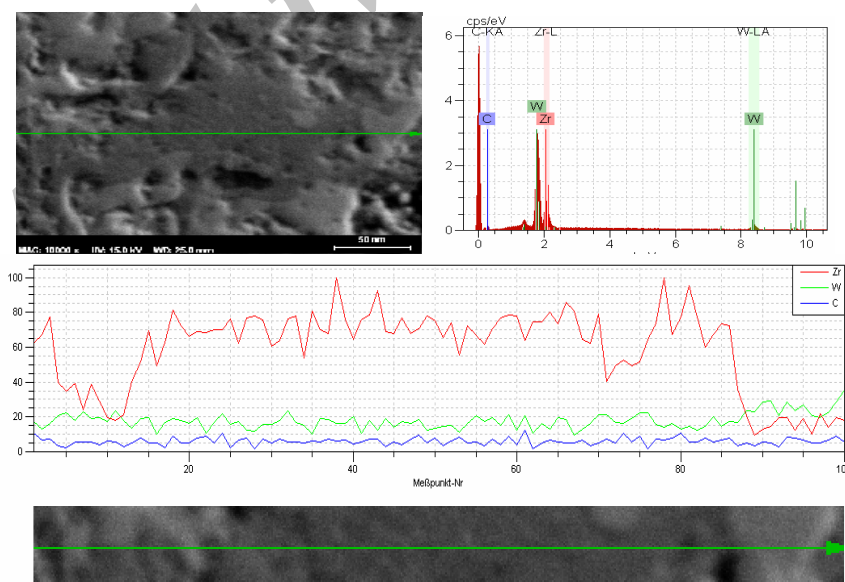 MAG: 10000 x HV: 15.0 kV WD: 25.0 mm
50 nm
cps/eV
C-KA Zr-L W-LA
6
4
2
0
W
C Zr W
0 2 4 6 8 10
100
80
60
40
20
0
Zr
W
C
20 40 60 80 100
Meßpunkt-Nr